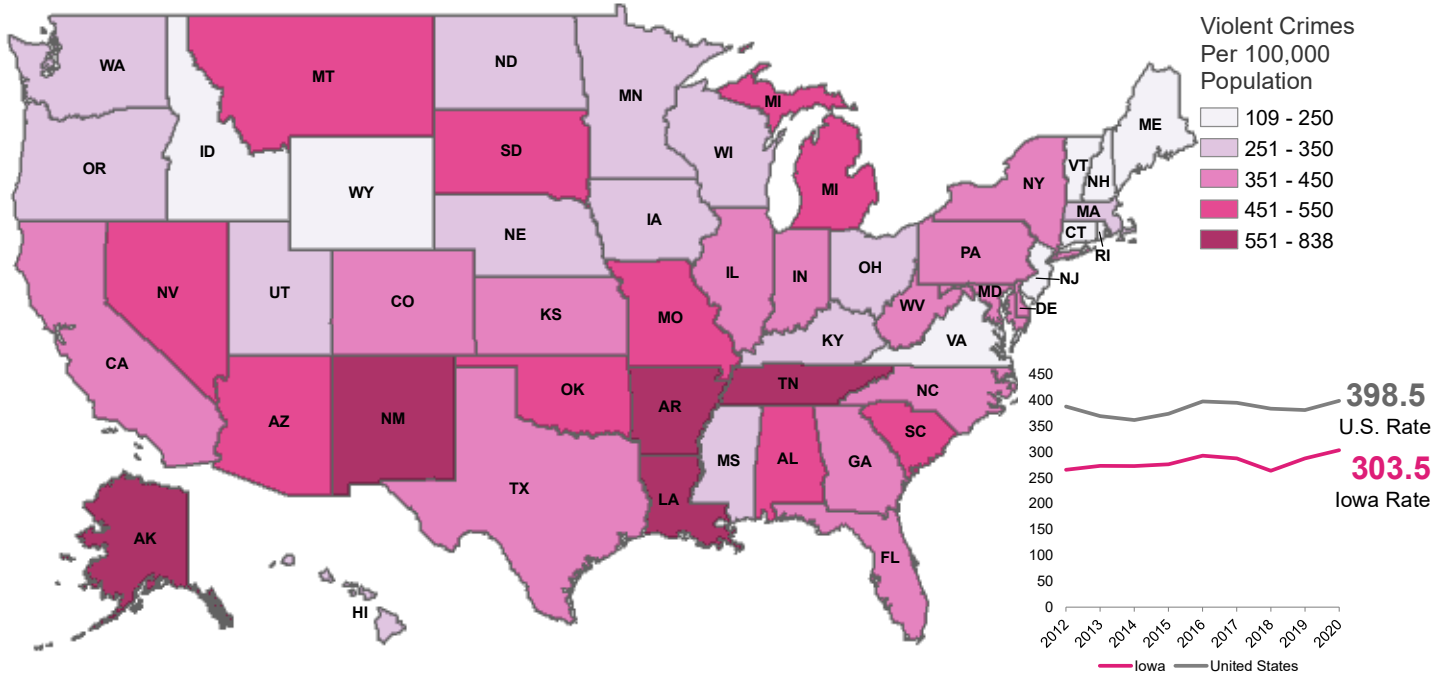 Violent Crimes
Per 100,000
Population
109 - 250
251 - 350
351 - 450
451 - 550
551 - 838
WA
MT
ND
MN
MI
ME
OR
ID
SD
WI
VT
NH
WY
MI
NY
MA
IA
CT
NE
RI
PA
NV
UT
CO
IL
IN
OH
NJ
MD
KS
MO
WV
DE
CA
KY
VA
OK
TN
NC
AZ
NM
AR
SC
MS
AL
GA
TX
LA
AK
FL
HI
450
400
350
300
250
200
150
100
50
0
2012
2013
2014
2015
2016
2017
2018
2019
2020
398.5
U.S. Rate
303.5
Iowa Rate
Iowa
United States